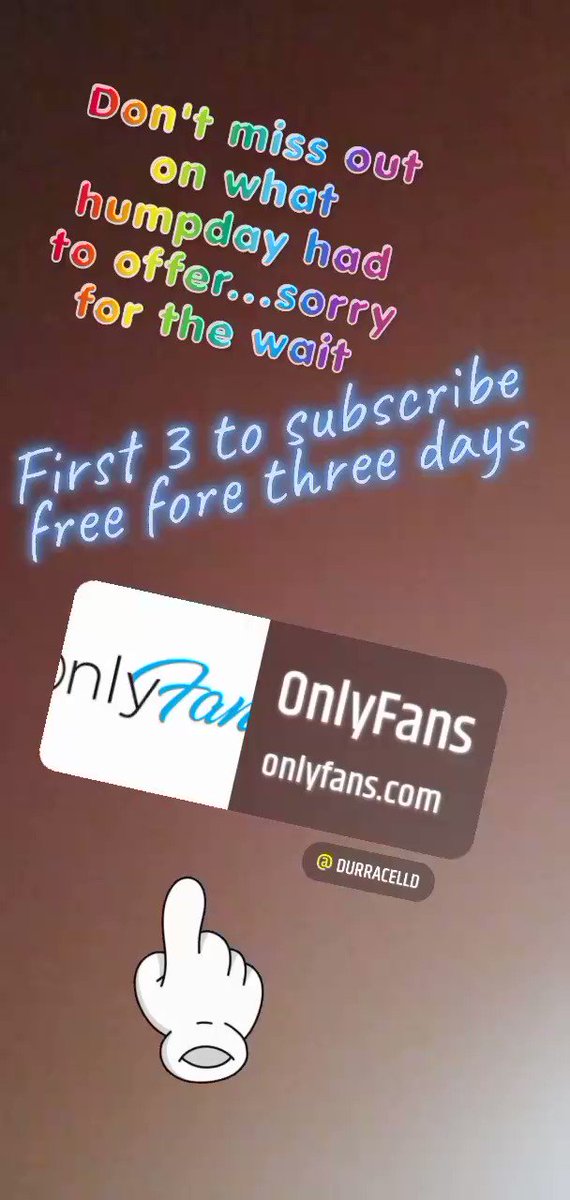 Don't miss out
on what
humpday had
to offer...sorry
for the wait
First 3 to subscribe
free fore three days
OnlyFan
OnlyFans
onlyfans.com
@ DURRACELLD